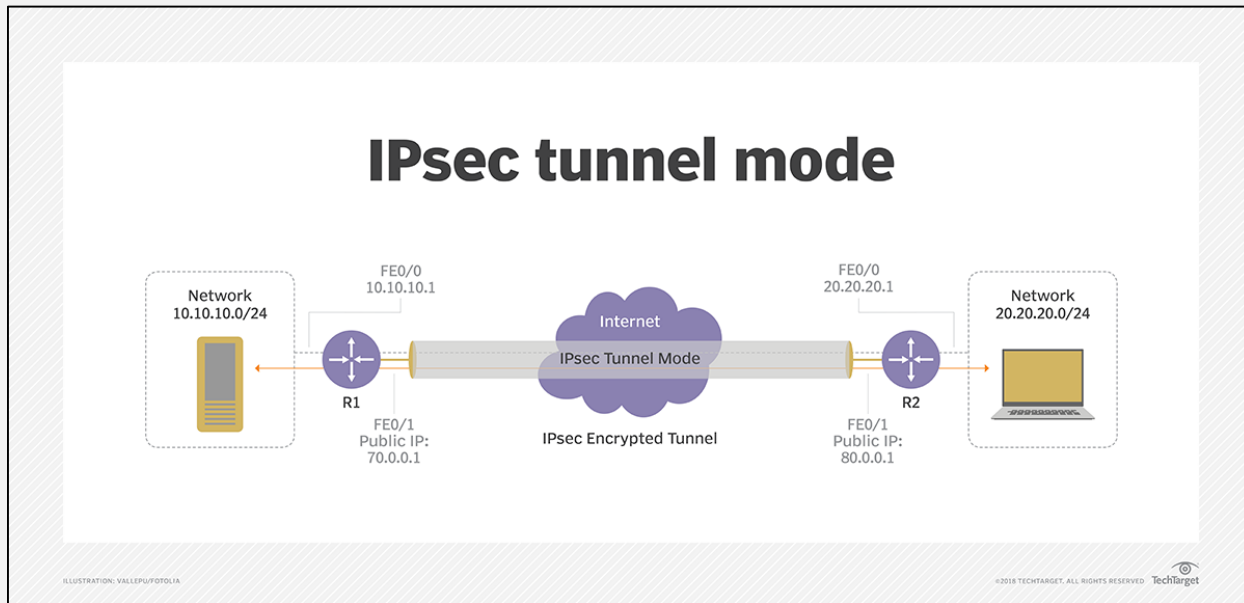 IPsec tunnel mode
Network
10.10.10.0/24
FE0/0
10.10.10.1
R1
FE0/1
Public IP:
70.0.0.1
Internet
IPsec Tunnel Mode
IPsec Encrypted Tunnel
FE0/0
20.20.20.1
R2
FE0/1
Public IP:
80.0.0.1
Network
20.20.20.0/24
ILLUSTRATION: VALLEPU/FOTOLIA
©2018 TECHTARGET. ALL RIGHTS RESERVED TechTarget